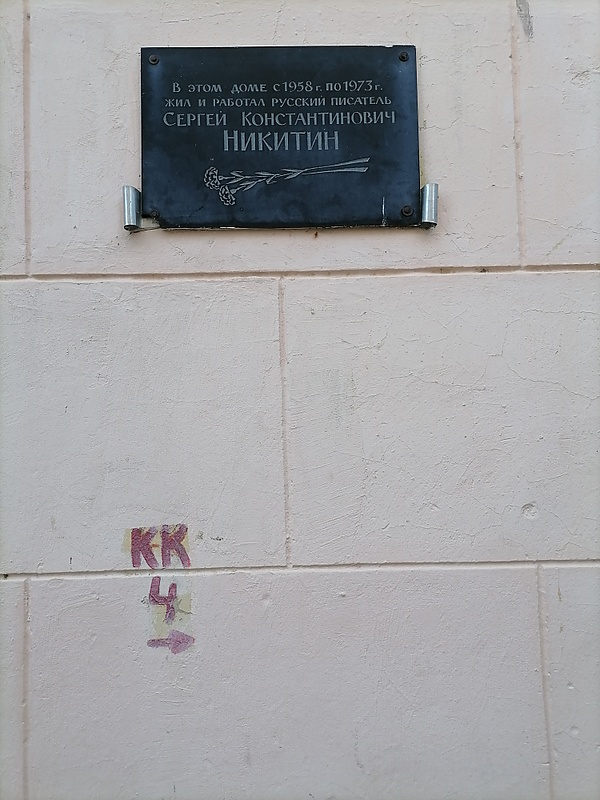 В ЭТОМ ДОМЕ С 1958 Г. ПО 1973 Г.
ЖИЛ И РАБОТАЛ РУССКИЙ ПИСАТЕЛЬ
СЕРГЕЙ КОНСТАНТИНОВИЧ
НИКИТИН
КК
4